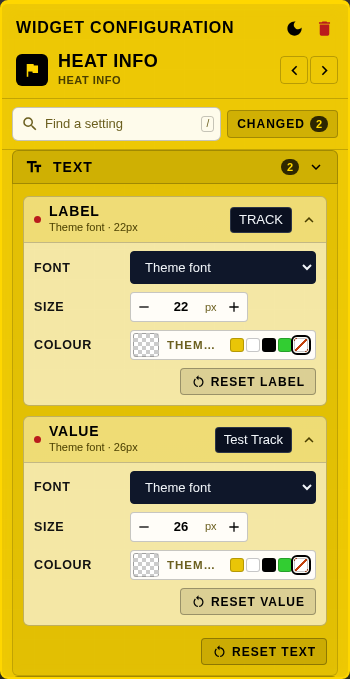 WIDGET CONFIGURATION
HEAT INFO
HEAT INFO
Find a setting /
CHANGED 2
TEXT 2
LABEL
Theme font · 22px
TRACK
FONT Theme font
SIZE − 22 px +
COLOUR THEM...
RESET LABEL
VALUE
Theme font · 26px
Test Track
FONT Theme font
SIZE − 26 px +
COLOUR THEM...
RESET VALUE
RESET TEXT